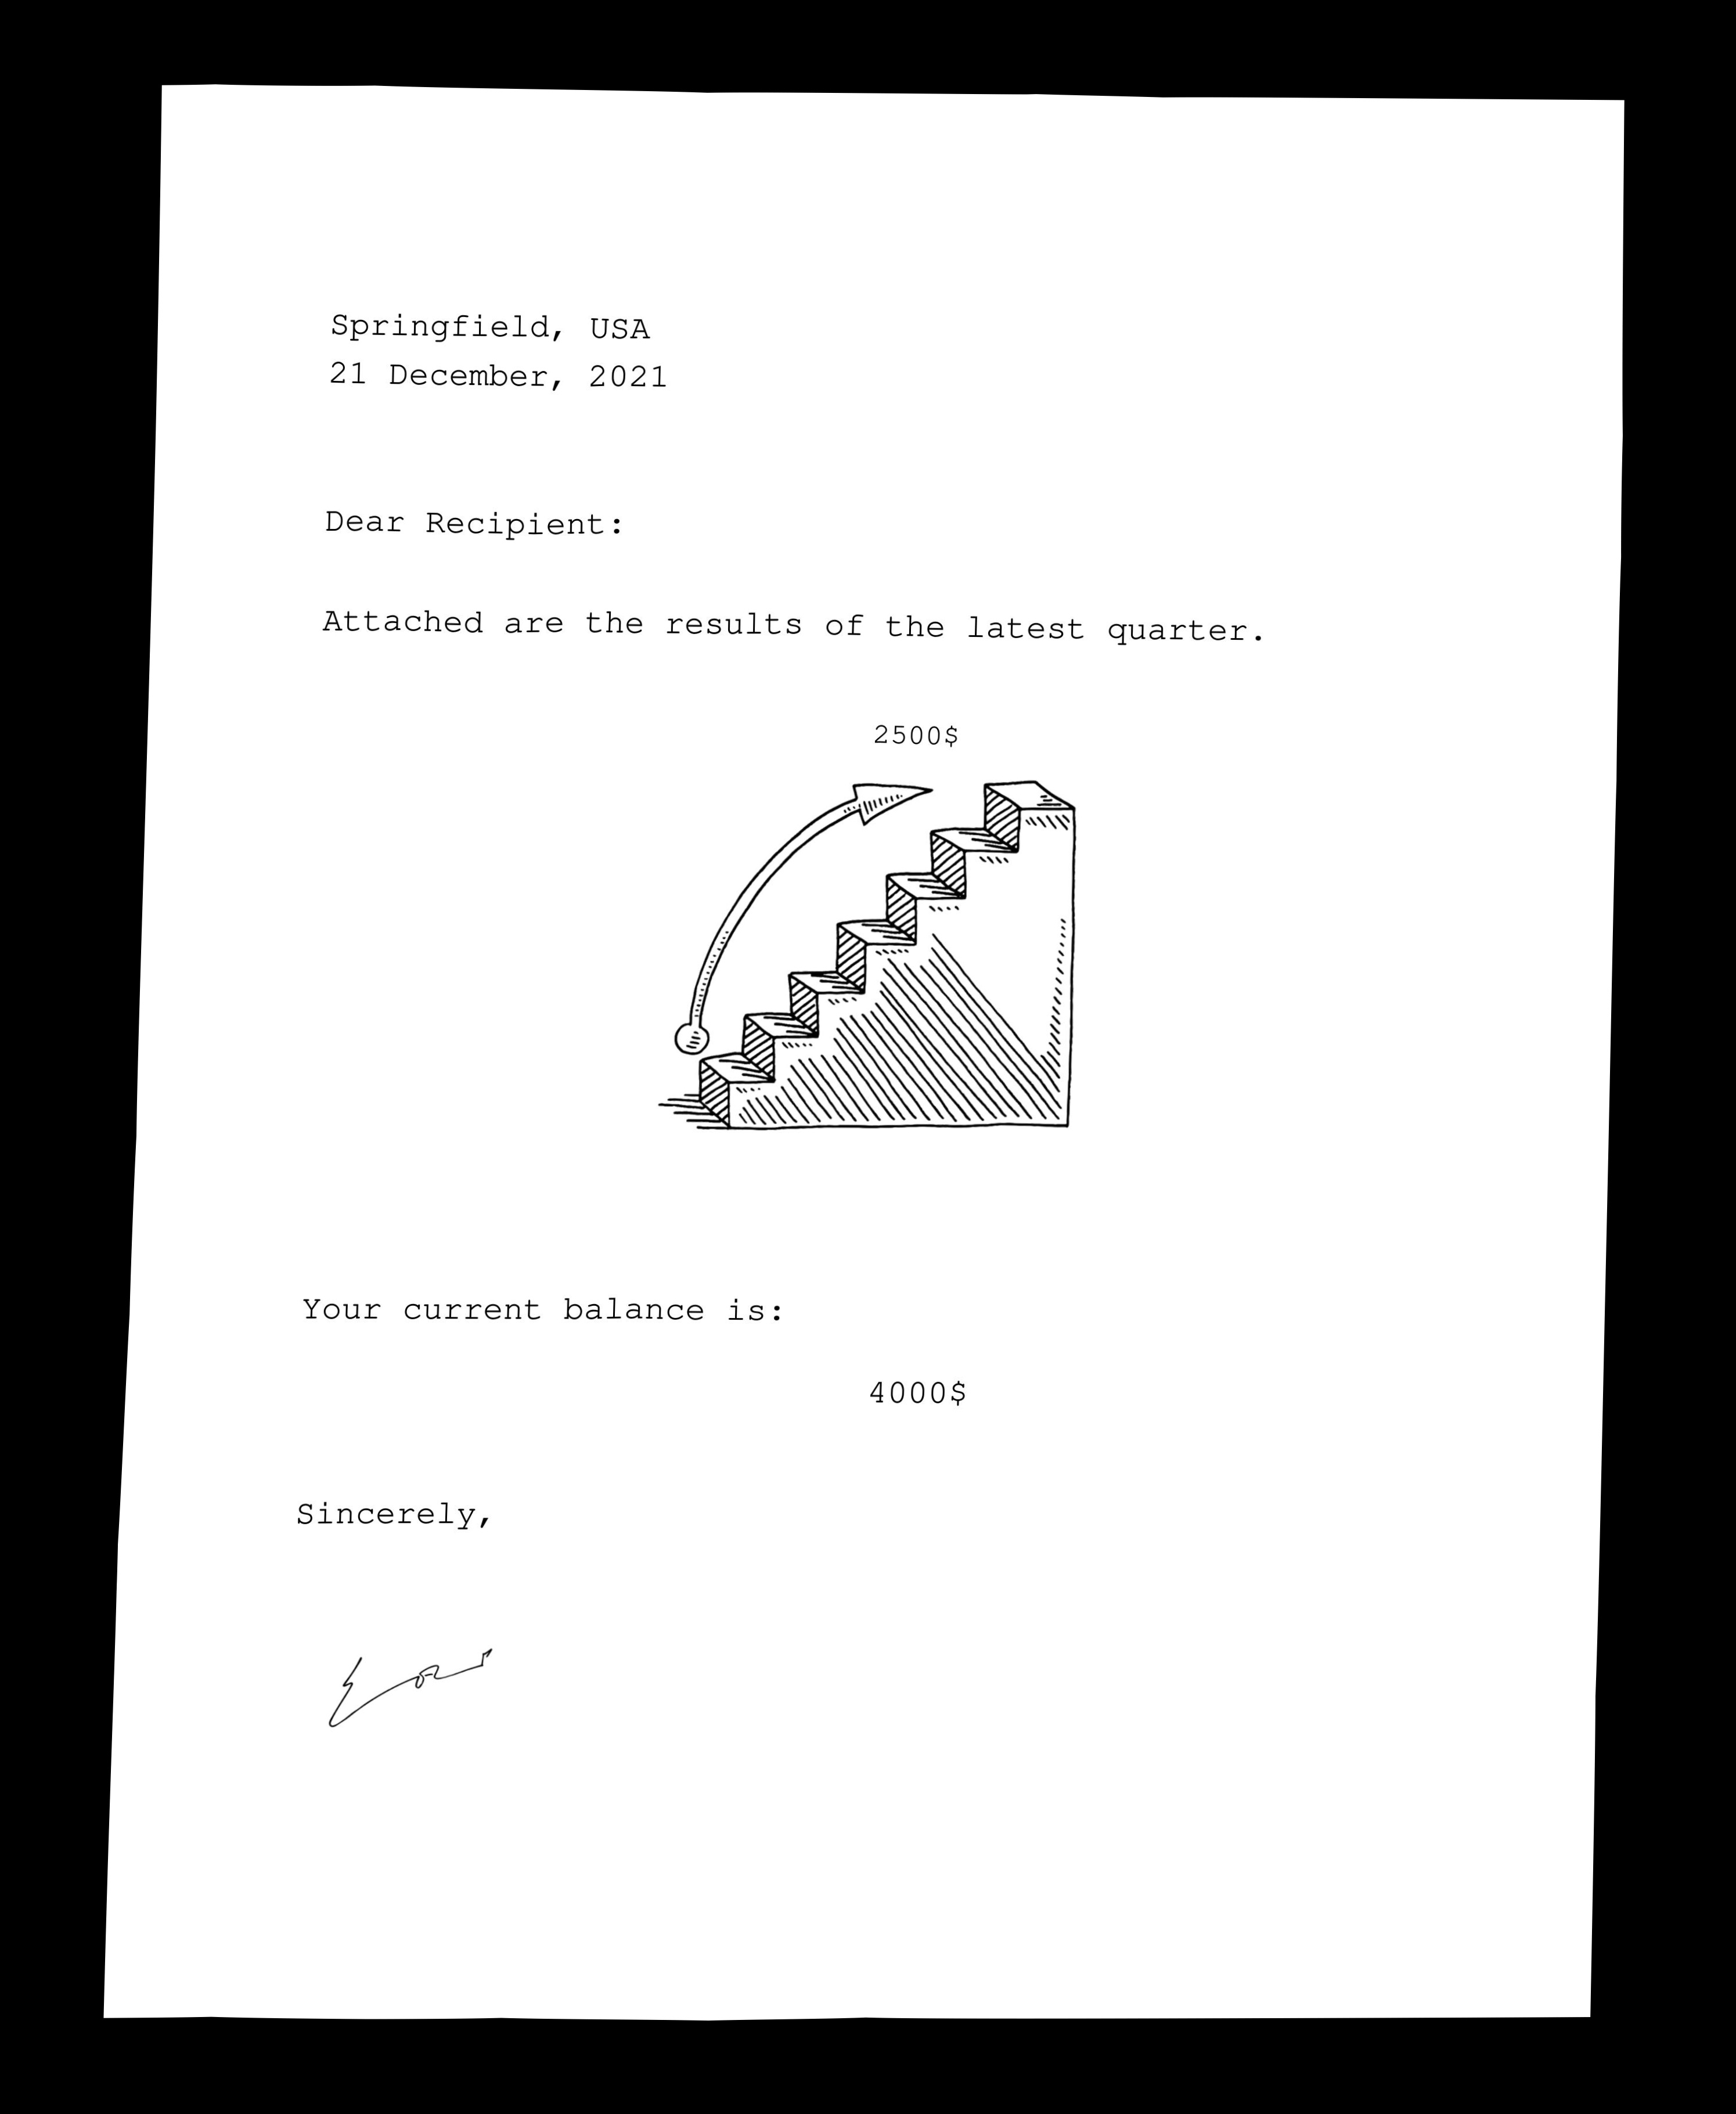 Springfield, USA
21 December, 2021
Dear Recipient:
Attached are the results of the latest quarter.
2500$
Your current balance is:
4000$
Sincerely,